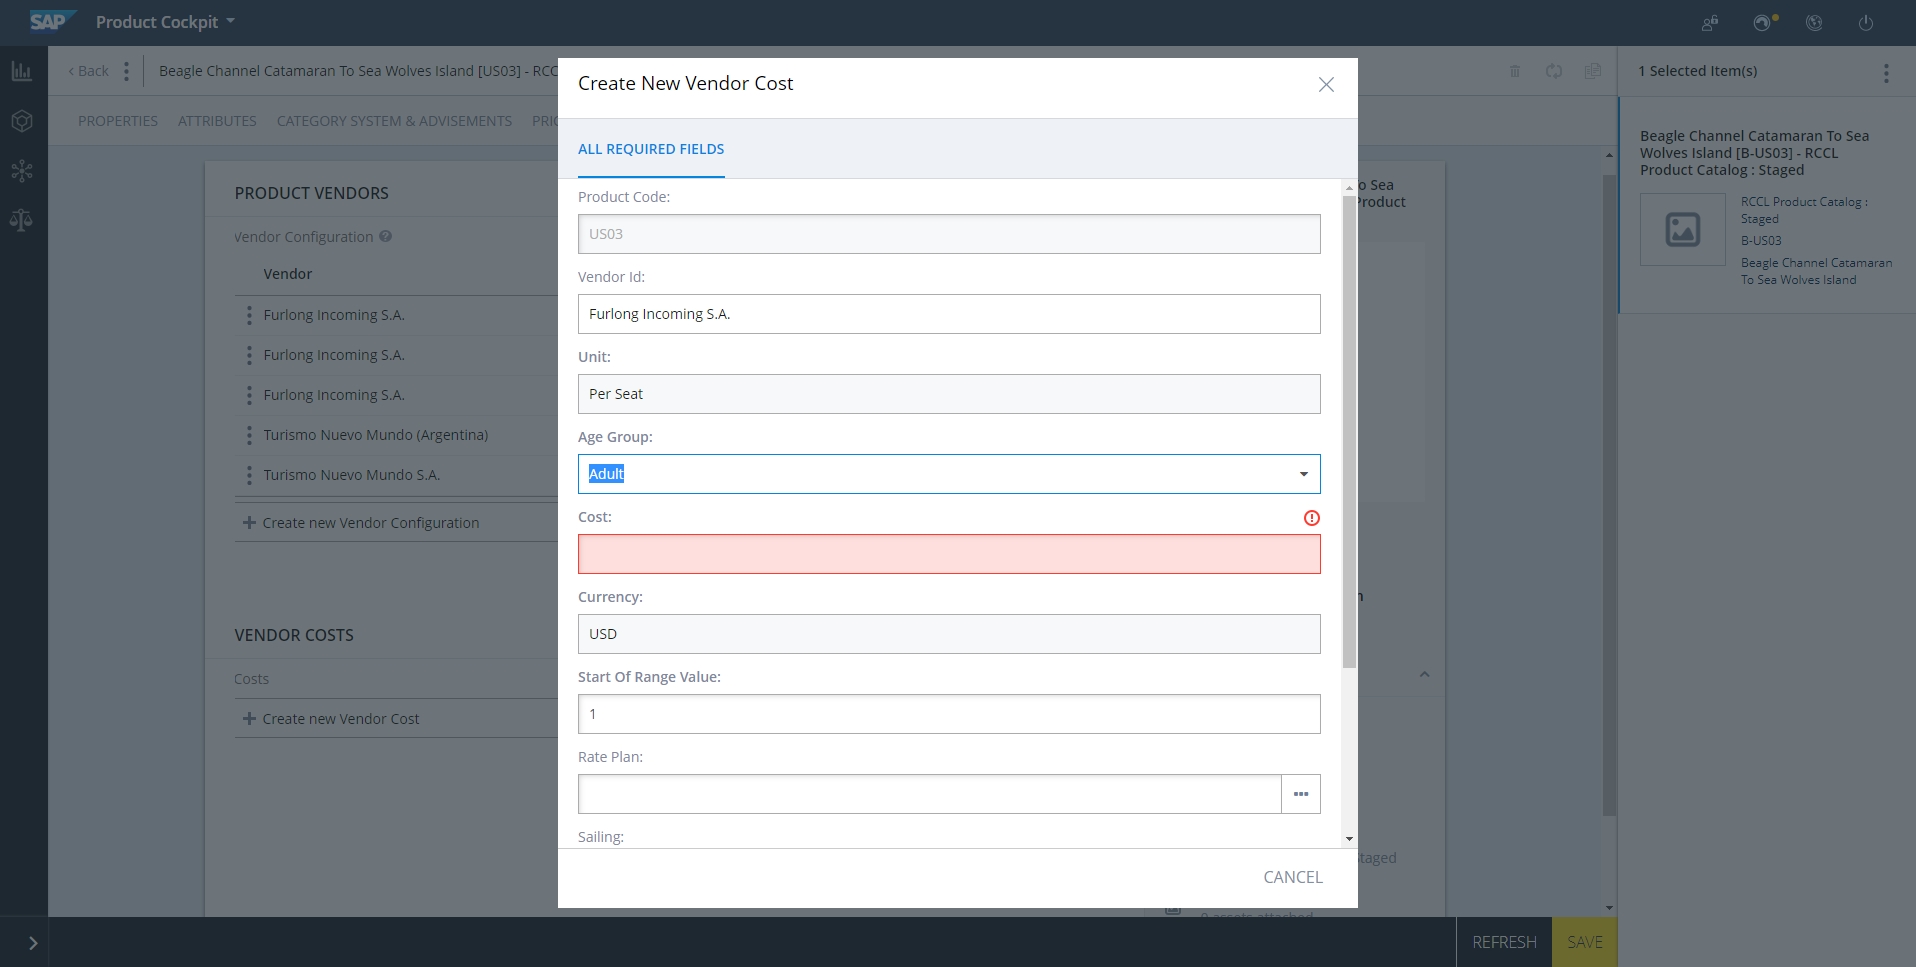 SAP Product Cockpit
Back
Beagle Channel Catamaran To Sea Wolves Island [US03] - RCC
PROPERTIES ATTRIBUTES CATEGORY SYSTEM & ADVISEMENTS PRIC
PRODUCT VENDORS
Vendor Configuration
Vendor
Furlong Incoming S.A.
Furlong Incoming S.A.
Furlong Incoming S.A.
Turismo Nuevo Mundo (Argentina)
Turismo Nuevo Mundo S.A.
Create new Vendor Configuration
VENDOR COSTS
Costs
Create new Vendor Cost
Create New Vendor Cost
ALL REQUIRED FIELDS
Product Code:
US03
Vendor Id:
Furlong Incoming S.A.
Unit:
Per Seat
Age Group:
Adult
Cost:
Currency:
USD
Start Of Range Value:
1
Rate Plan:
Sailing:
CANCEL
o Sea
Product
n
Staged
0 assets attached
1 Selected Item(s)
Beagle Channel Catamaran To Sea
Wolves Island [B-US03] - RCCL
Product Catalog : Staged
RCCL Product Catalog :
Staged
B-US03
Beagle Channel Catamaran
To Sea Wolves Island
REFRESH
SAVE